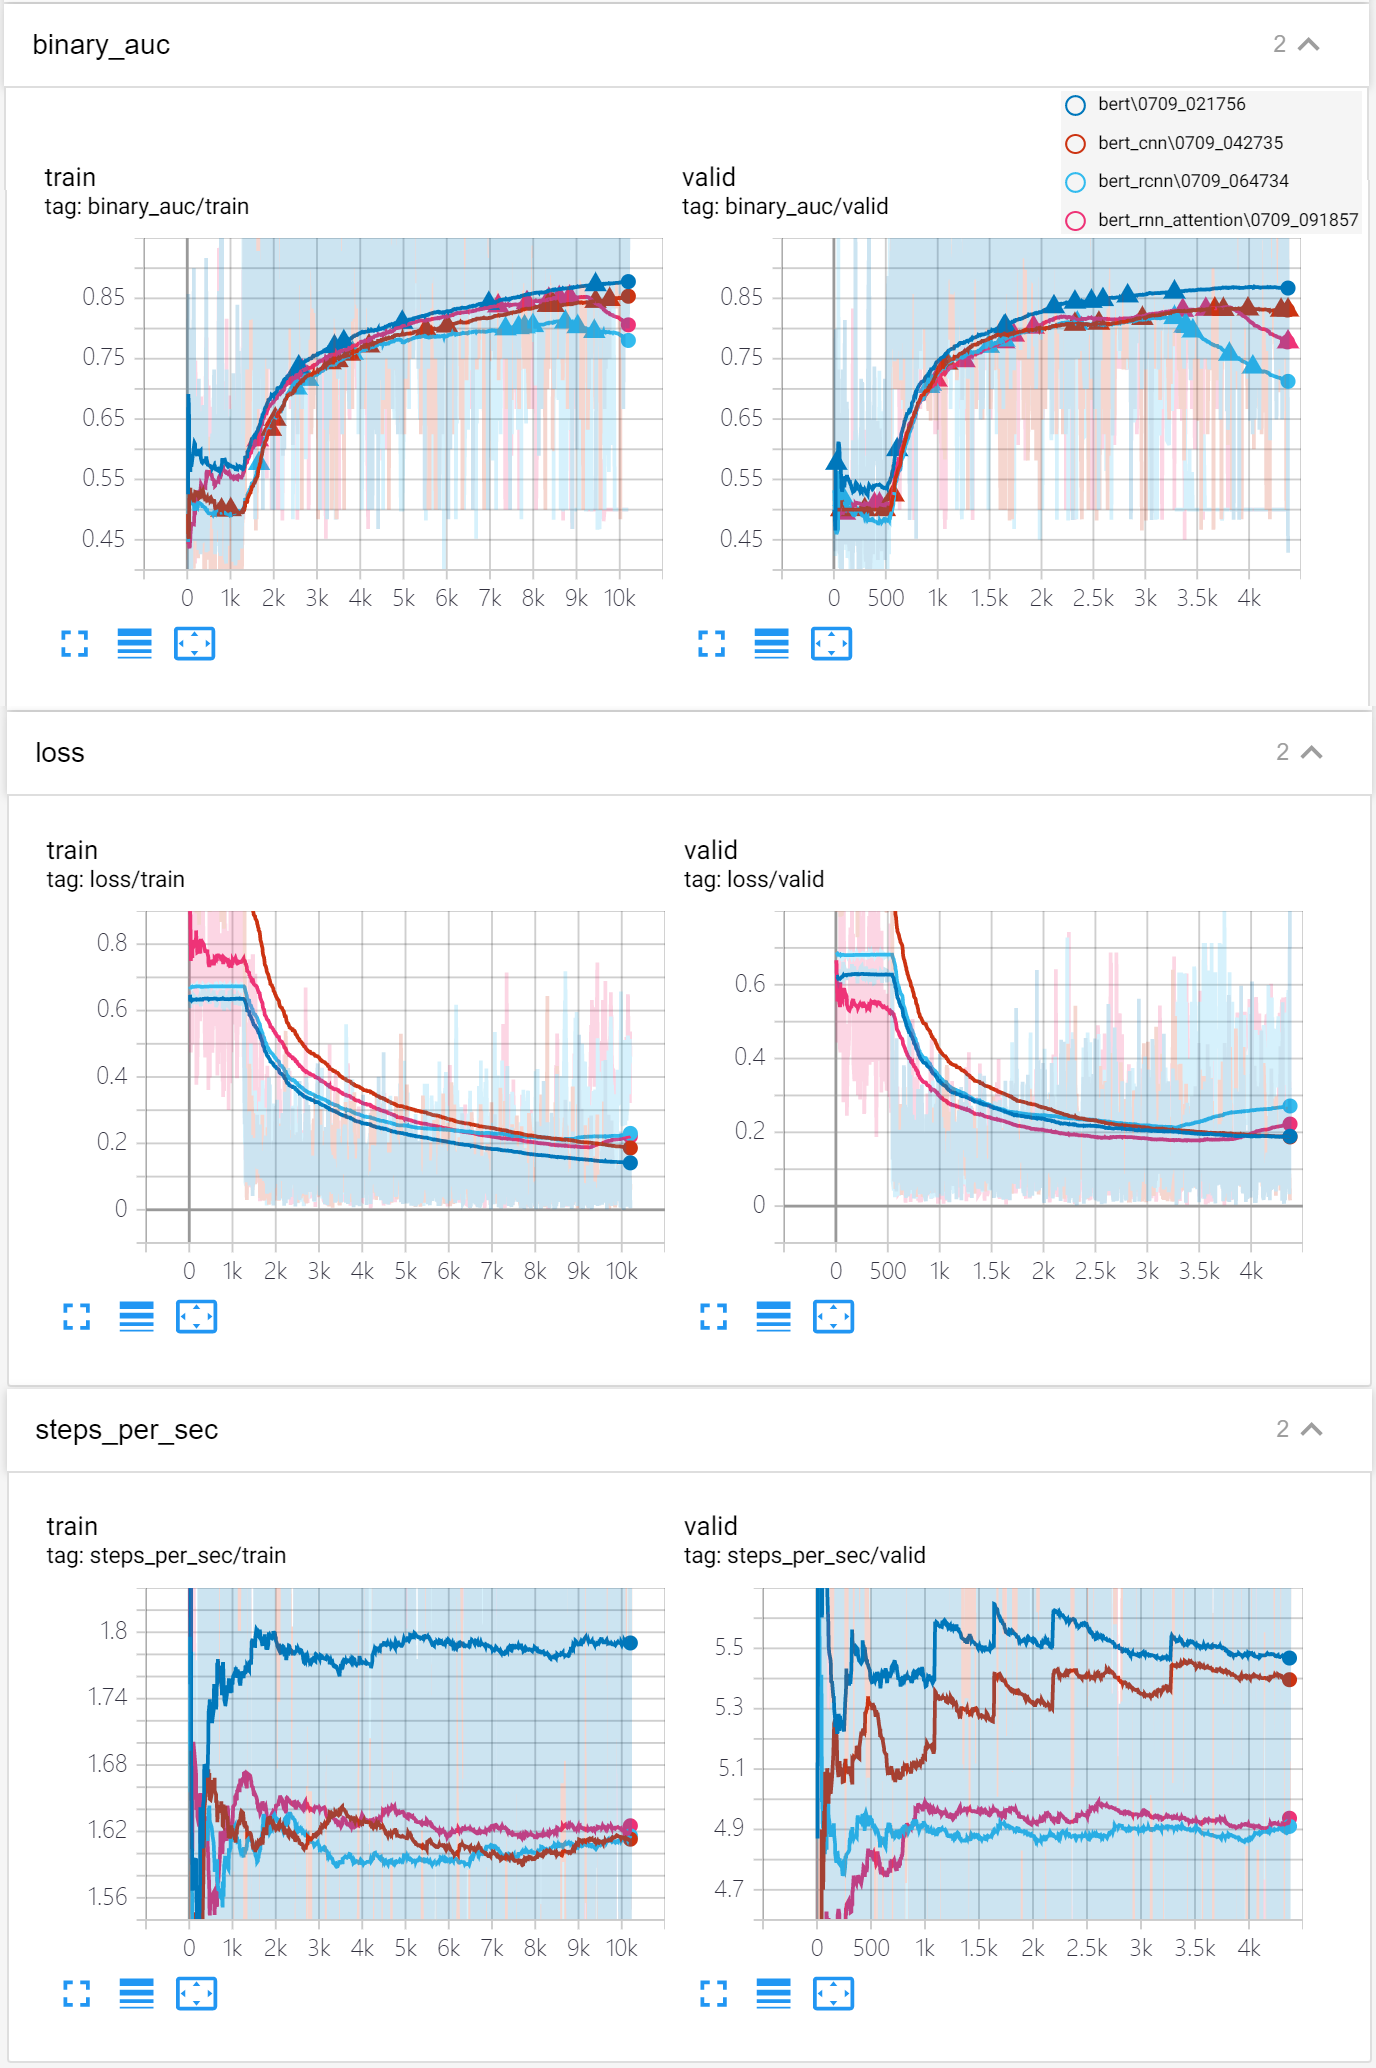 binary_auc
2
bert\0709_021756
bert_cnn\0709_042735
bert_rcnn\0709_064734
bert_rnn_attention\0709_091857
train
tag: binary_auc/train
0.85
0.75
0.65
0.55
0.45
0 1k 2k 3k 4k 5k 6k 7k 8k 9k 10k
valid
tag: binary_auc/valid
0.85
0.75
0.65
0.55
0.45
0 500 1k 1.5k 2k 2.5k 3k 3.5k 4k
loss
2
train
tag: loss/train
0.8
0.6
0.4
0.2
0
0 1k 2k 3k 4k 5k 6k 7k 8k 9k 10k
valid
tag: loss/valid
0.6
0.4
0.2
0
0 500 1k 1.5k 2k 2.5k 3k 3.5k 4k
steps_per_sec
2
train
tag: steps_per_sec/train
1.8
1.74
1.68
1.62
1.56
0 1k 2k 3k 4k 5k 6k 7k 8k 9k 10k
valid
tag: steps_per_sec/valid
5.5
5.3
5.1
4.9
4.7
0 500 1k 1.5k 2k 2.5k 3k 3.5k 4k